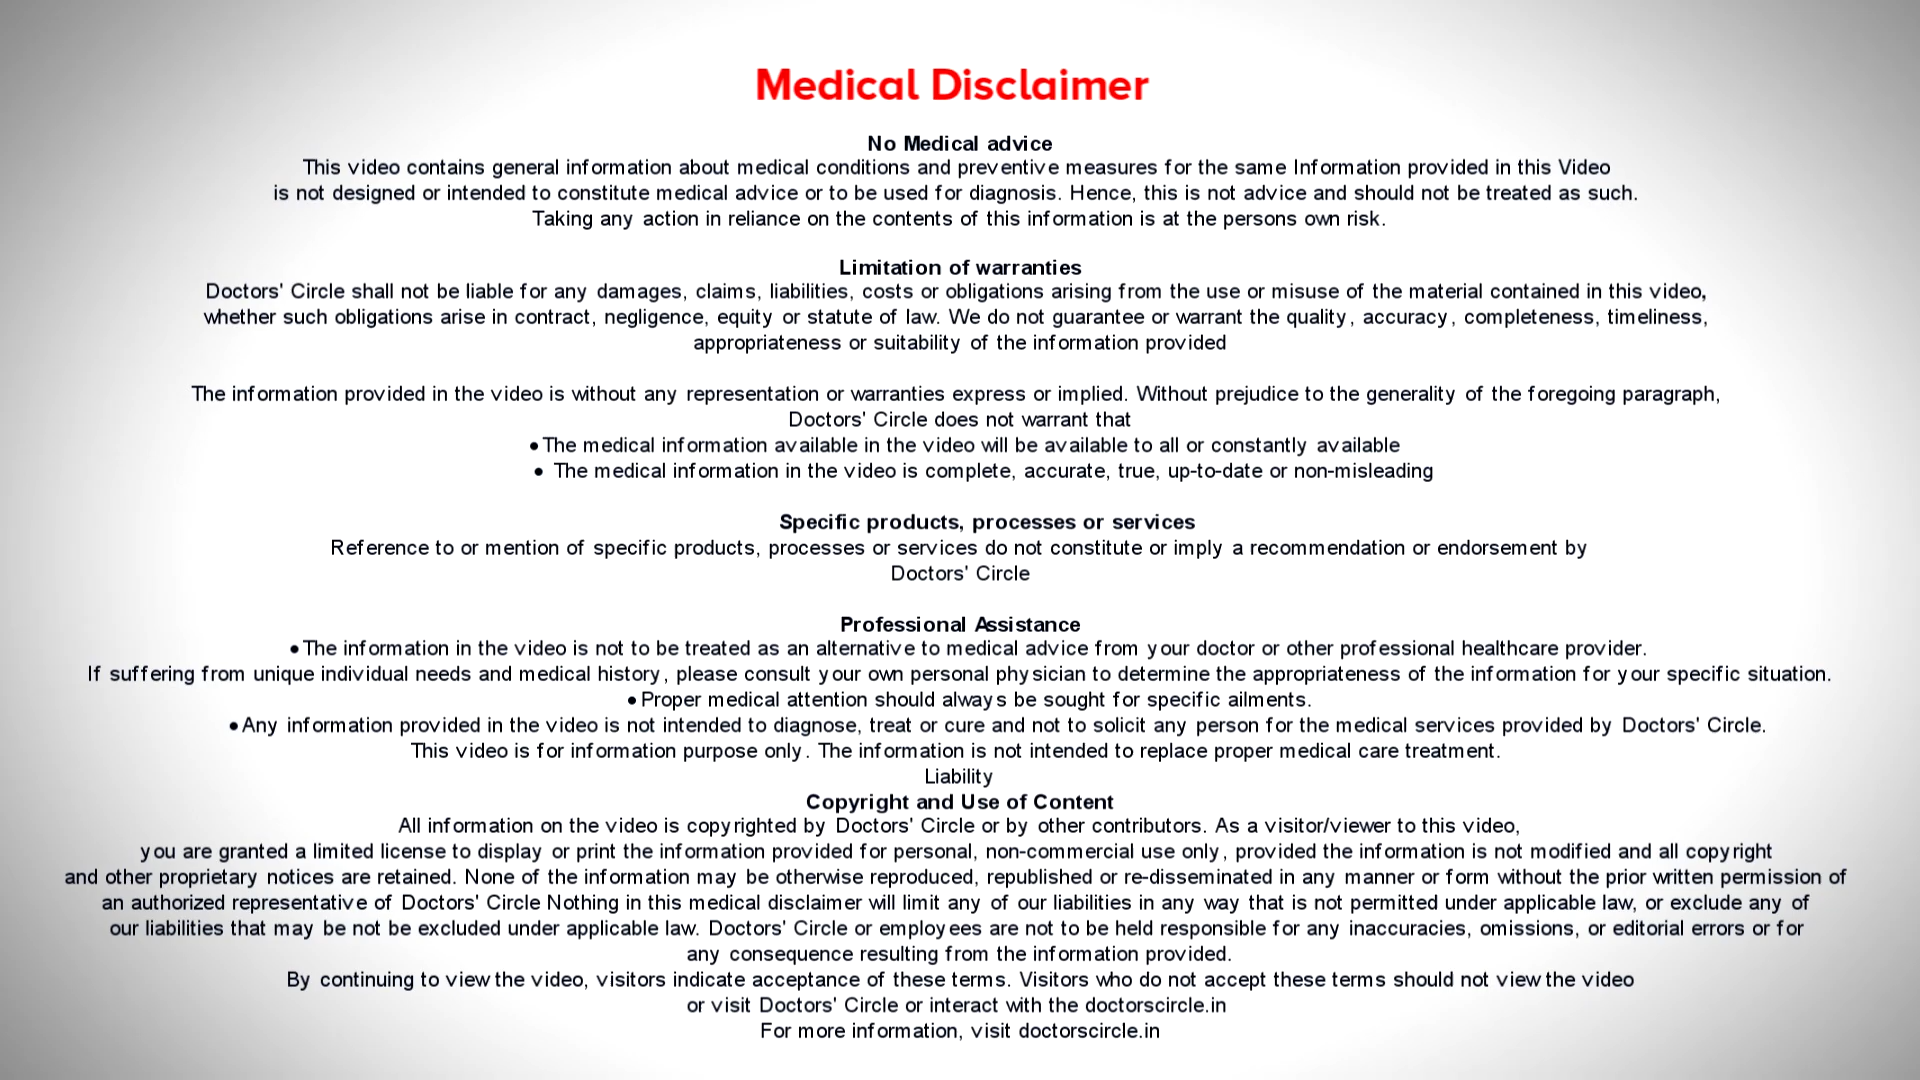 Medical Disclaimer
No Medical advice
This video contains general information about medical conditions and preventive measures for the same Information provided in this Video
is not designed or intended to constitute medical advice or to be used for diagnosis. Hence, this is not advice and should not be treated as such.
Taking any action in reliance on the contents of this information is at the persons own risk.
Limitation of warranties
Doctors' Circle shall not be liable for any damages, claims, liabilities, costs or obligations arising from the use or misuse of the material contained in this video,
whether such obligations arise in contract, negligence, equity or statute of law. We do not guarantee or warrant the quality, accuracy, completeness, timeliness,
appropriateness or suitability of the information provided
The information provided in the video is without any representation or warranties express or implied. Without prejudice to the generality of the foregoing paragraph,
Doctors' Circle does not warrant that
•The medical information available in the video will be available to all or constantly available
• The medical information in the video is complete, accurate, true, up-to-date or non-misleading
Specific products, processes or services
Reference to or mention of specific products, processes or services do not constitute or imply a recommendation or endorsement by
Doctors' Circle
Professional Assistance
•The information in the video is not to be treated as an alternative to medical advice from your doctor or other professional healthcare provider.
If suffering from unique individual needs and medical history, please consult your own personal physician to determine the appropriateness of the information for your specific situation.
•Proper medical attention should always be sought for specific ailments.
•Any information provided in the video is not intended to diagnose, treat or cure and not to solicit any person for the medical services provided by Doctors' Circle.
This video is for information purpose only. The information is not intended to replace proper medical care treatment.
Liability
Copyright and Use of Content
All information on the video is copyrighted by Doctors' Circle or by other contributors. As a visitor/viewer to this video,
you are granted a limited license to display or print the information provided for personal, non-commercial use only, provided the information is not modified and all copyright
and other proprietary notices are retained. None of the information may be otherwise reproduced, republished or re-disseminated in any manner or form without the prior written permission of
an authorized representative of Doctors' Circle Nothing in this medical disclaimer will limit any of our liabilities in any way that is not permitted under applicable law, or exclude any of
our liabilities that may be not be excluded under applicable law. Doctors' Circle or employees are not to be held responsible for any inaccuracies, omissions, or editorial errors or for
any consequence resulting from the information provided.
By continuing to view the video, visitors indicate acceptance of these terms. Visitors who do not accept these terms should not view the video
or visit Doctors' Circle or interact with the doctorscircle.in
For more information, visit doctorscircle.in